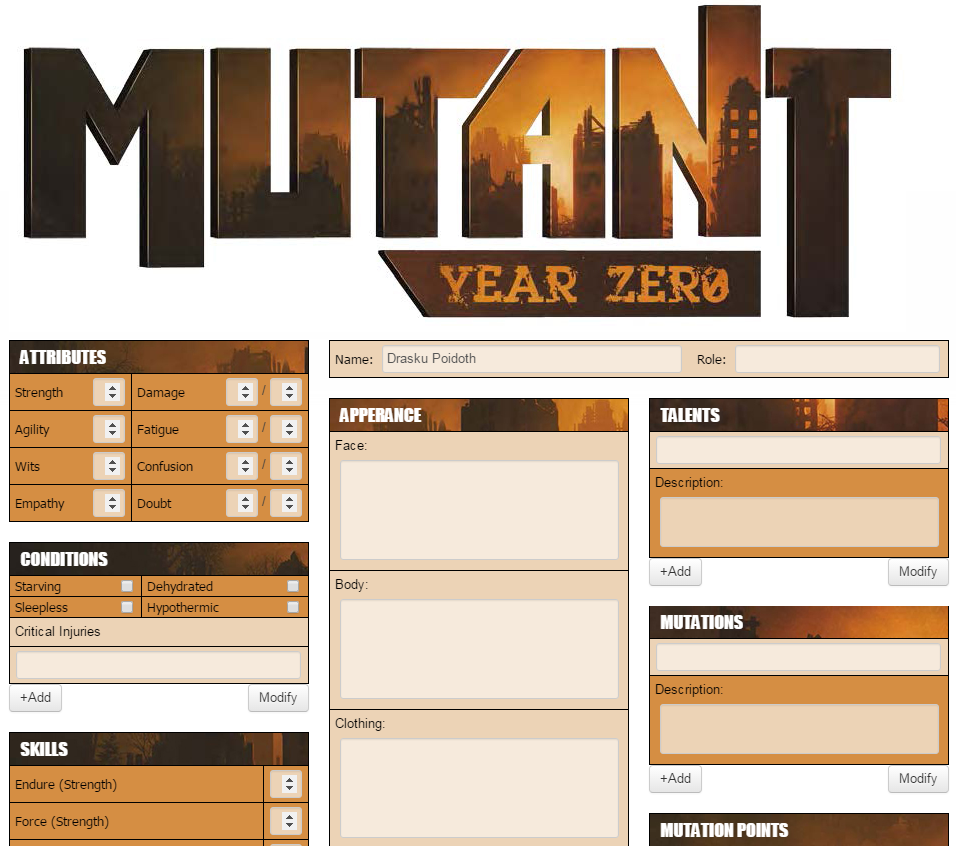 MUTANT
YEAR ZERO
ATTRIBUTES
Strength Damage /
Agility Fatigue /
Wits Confusion /
Empathy Doubt /
CONDITIONS
Starving Dehydrated
Sleepless Hypothermic
Critical Injuries
+Add Modify
SKILLS
Endure (Strength)
Force (Strength)
Name: Drasku Poidoth Role:
APPERANCE
Face:
Body:
Clothing:
TALENTS
Description:
+Add Modify
MUTATIONS
Description:
+Add Modify
MUTATION POINTS